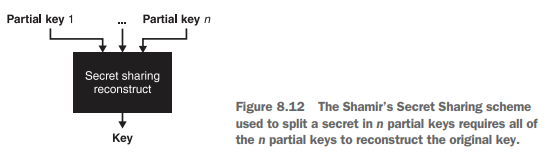 Partial key 1 ... Partial key n
Secret sharing
reconstruct
Key
Figure 8.12 The Shamir's Secret Sharing scheme
used to split a secret in n partial keys requires all of
the n partial keys to reconstruct the original key.